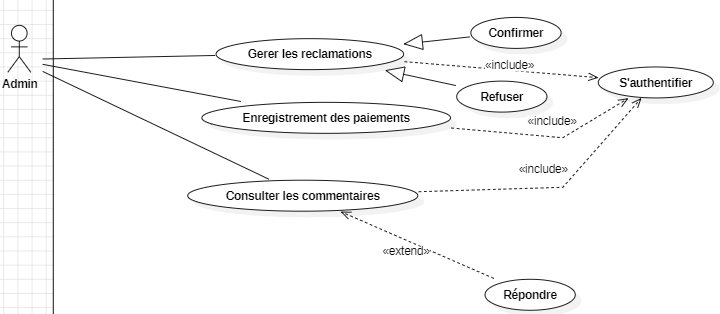 Confirmer
Gerer les reclamations
«include»
S'authentifier
Admin
Refuser
Enregistrement des paiements
«include»
«include»
Consulter les commentaires
«extend»
Répondre